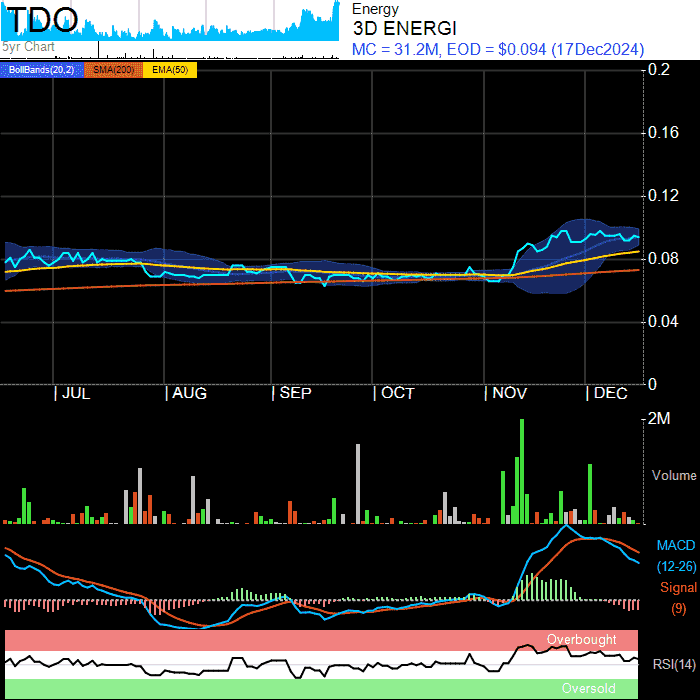 TDO
5yr Chart
Energy
3D ENERGI
MC = 31.2M, EOD = $0.094 (17Dec2024)
BollBands(20,2) SMA(200) EMA(50)
0.2
0.16
0.12
0.08
0.04
0
JUL AUG SEP OCT NOV DEC
2M
Volume
MACD
(12-26)
Signal
(9)
Overbought
RSI(14)
Oversold